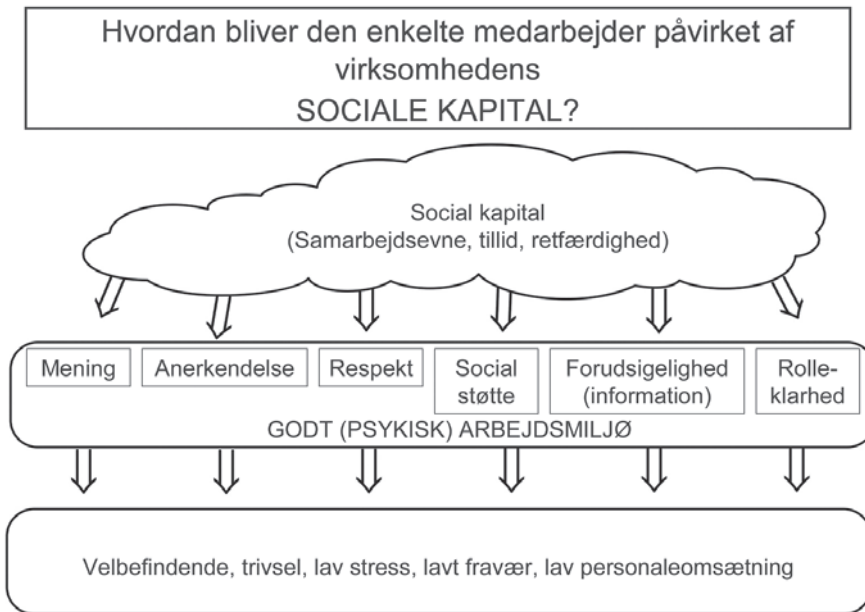 Hvordan bliver den enkelte medarbejder påvirket af
virksomhedens
SOCIALE KAPITAL?
Social kapital
(Samarbejdsevne, tillid, retfærdighed)
Mening
Anerkendelse
Respekt
Social
støtte
Forudsigelighed
(information)
Rolle-
klarhed
GODT (PSYKISK) ARBEJDSMILJØ
Velbefindende, trivsel, lav stress, lavt fravær, lav personaleomsætning